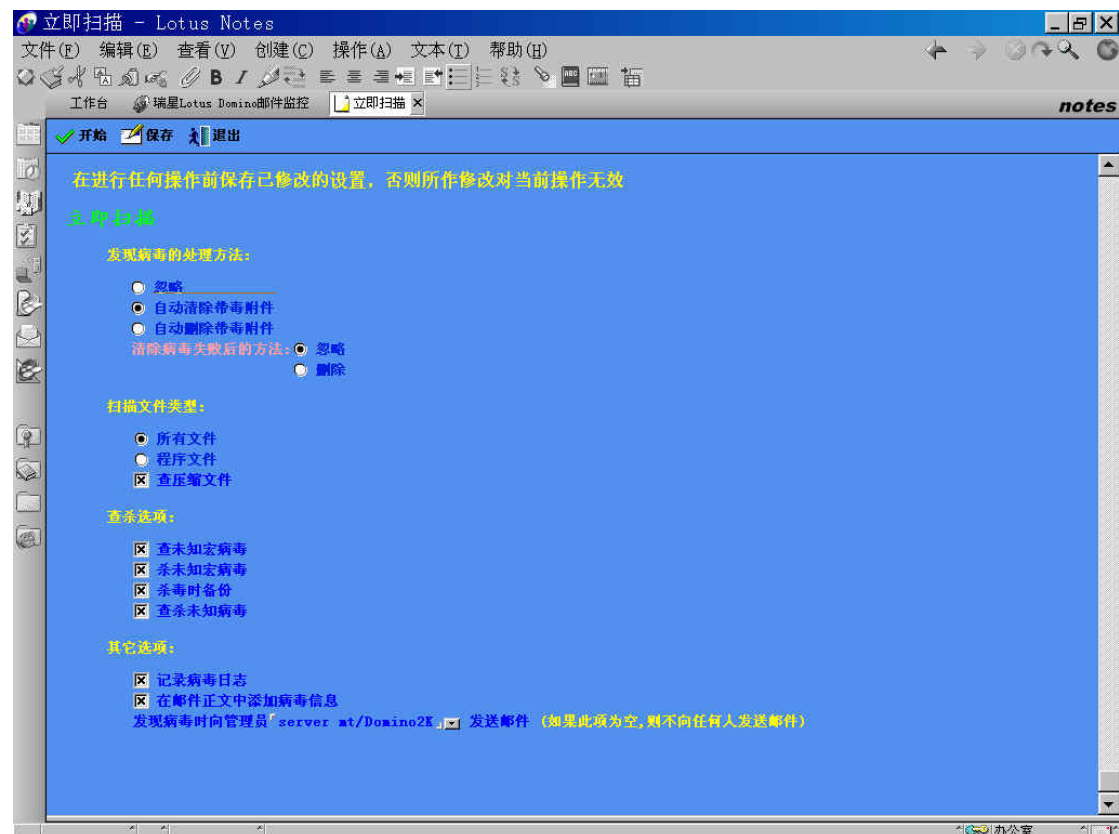 立即扫描 - Lotus Notes
文件(F) 编辑(E) 查看(V) 创建(C) 操作(A) 文本(T) 帮助(H)
工作台 瑞星Lotus Domino邮件监控 立即扫描
notes
开始 保存 退出
在进行任何操作前保存已修改的设置，否则所作修改对当前操作无效
立即扫描
发现病毒的处理方法:
忽略
自动清除带毒附件
自动删除带毒附件
清除病毒失败后的方法: 忽略
删除
扫描文件类型:
所有文件
程序文件
查压缩文件
查杀选项:
查未知宏病毒
杀未知宏病毒
杀毒时备份
查杀未知病毒
其它选项:
记录病毒日志
在邮件正文中添加病毒信息
发现病毒时向管理员「server mt/Domino2K」 发送邮件 (如果此项为空,则不向任何人发送邮件)
办公室